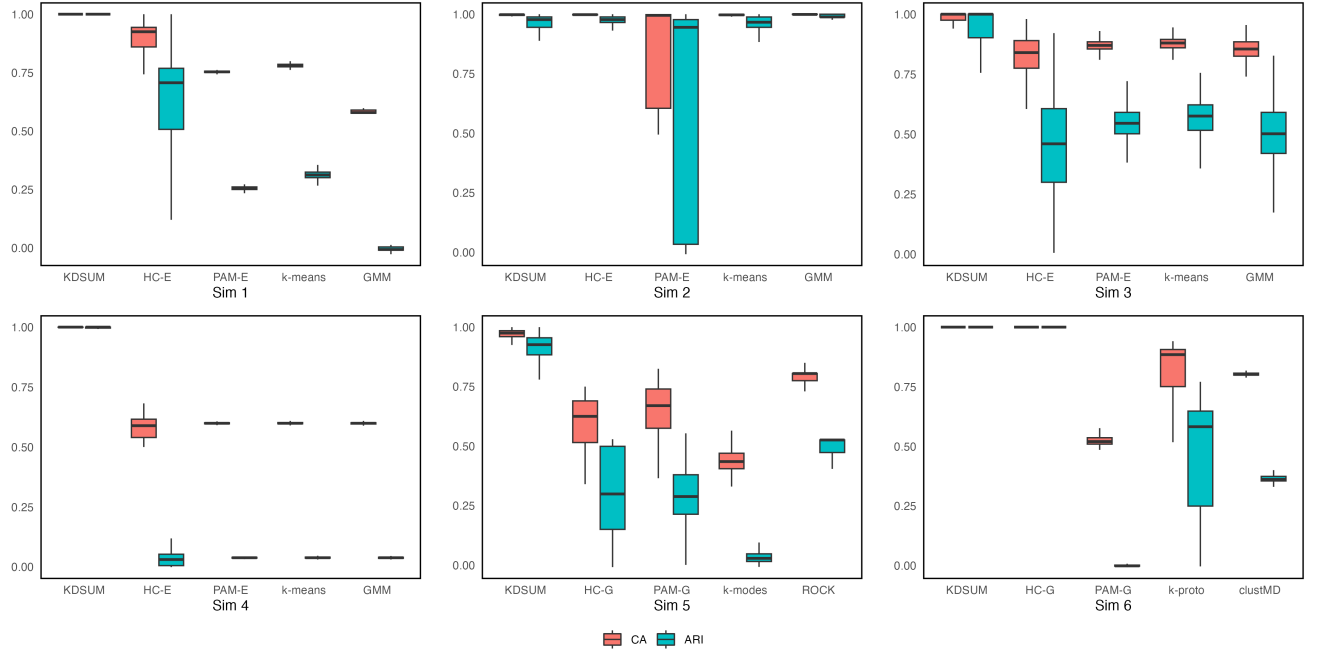 1.00
0.75
0.50
0.25
0.00
KDSUM HC-E PAM-E k-means GMM
Sim 1
1.00
0.75
0.50
0.25
0.00
KDSUM HC-E PAM-E k-means GMM
Sim 2
1.00
0.75
0.50
0.25
0.00
KDSUM HC-E PAM-E k-means GMM
Sim 3
1.00
0.75
0.50
0.25
0.00
KDSUM HC-E PAM-E k-means GMM
Sim 4
1.00
0.75
0.50
0.25
0.00
KDSUM HC-G PAM-G k-modes ROCK
Sim 5
1.00
0.75
0.50
0.25
0.00
KDSUM HC-G PAM-G k-proto clustMD
Sim 6
CA ARI